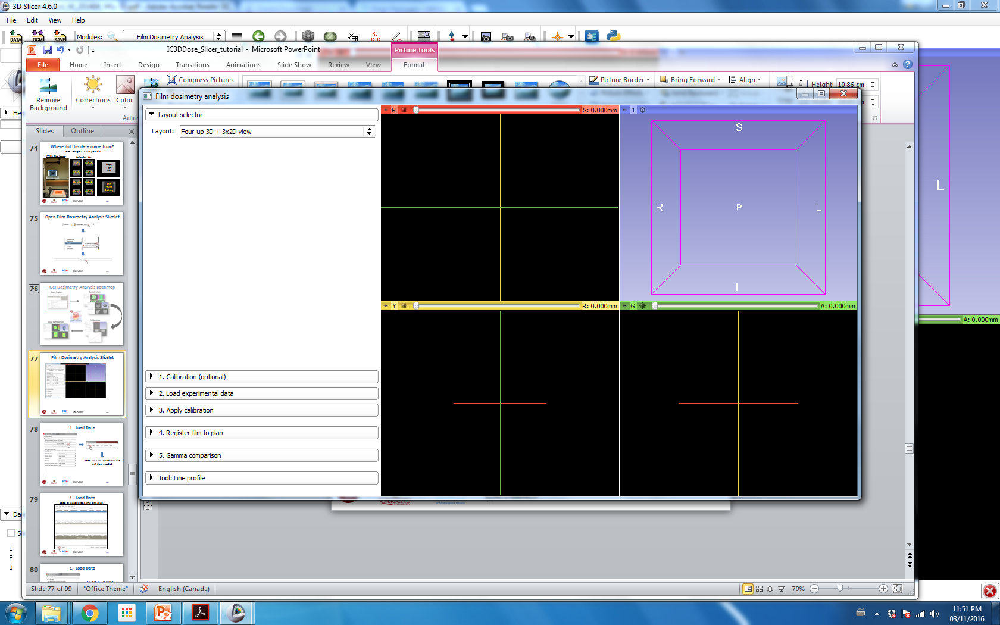 3D Slicer 4.6.0
File Edit View Help
DATA DCM SAVE Modules: Film Dosimetry Analysis
IC3DDose_Slicer_tutorial - Microsoft PowerPoint
Picture Tools
File Home Insert Design Transitions Animations Slide Show Review View Format
Remove Background
Corrections
Color
Compress Pictures
Picture Border
Bring Forward
Align
Height: 10.86 cm
Adju
Slides Outline
74
Where did this data come from?
75
Open Film Dosimetry Analysis Slicelet
76
Gel Dosimetry Analysis Roadmap
77
Film Dosimetry Analysis Slicelet
78
1. Load Data
79
1. Load Data
80
1. Load Data
Film dosimetry analysis
Layout selector
Layout: Four-up 3D + 3x2D view
1. Calibration (optional)
2. Load experimental data
3. Apply calibration
4. Register film to plan
5. Gamma comparison
Tool: Line profile
R S: 0.000mm
1
S
R P L
I
Y R: 0.000mm
G A: 0.000mm
L
A: 0.000mm
He
Da
S
L
F
B
Slide 77 of 99 "Office Theme" English (Canada) 70%
11:51 PM
03/11/2016